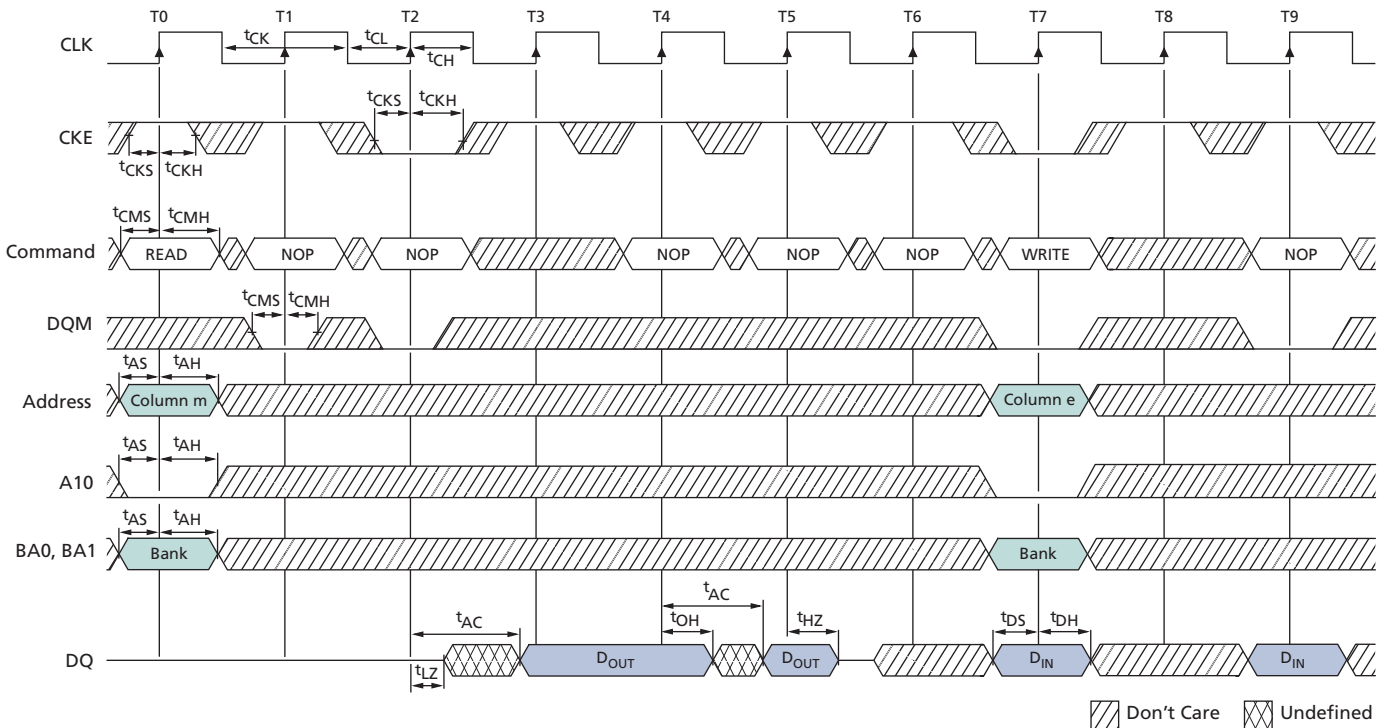 T0 T1 T2 T3 T4 T5 T6 T7 T8 T9
CLK tCK tCL tCH
tCKS tCKH
CKE
tCKS tCKH
tCMS tCMH
Command READ NOP NOP NOP NOP NOP WRITE NOP
tCMS tCMH
DQM
tAS tAH
Address Column m Column e
tAS tAH
A10
tAS tAH
BA0, BA1 Bank Bank
tAC tAC tOH tHZ tDS tDH
DQ DOUT DOUT DIN DIN
tLZ
Don't Care Undefined